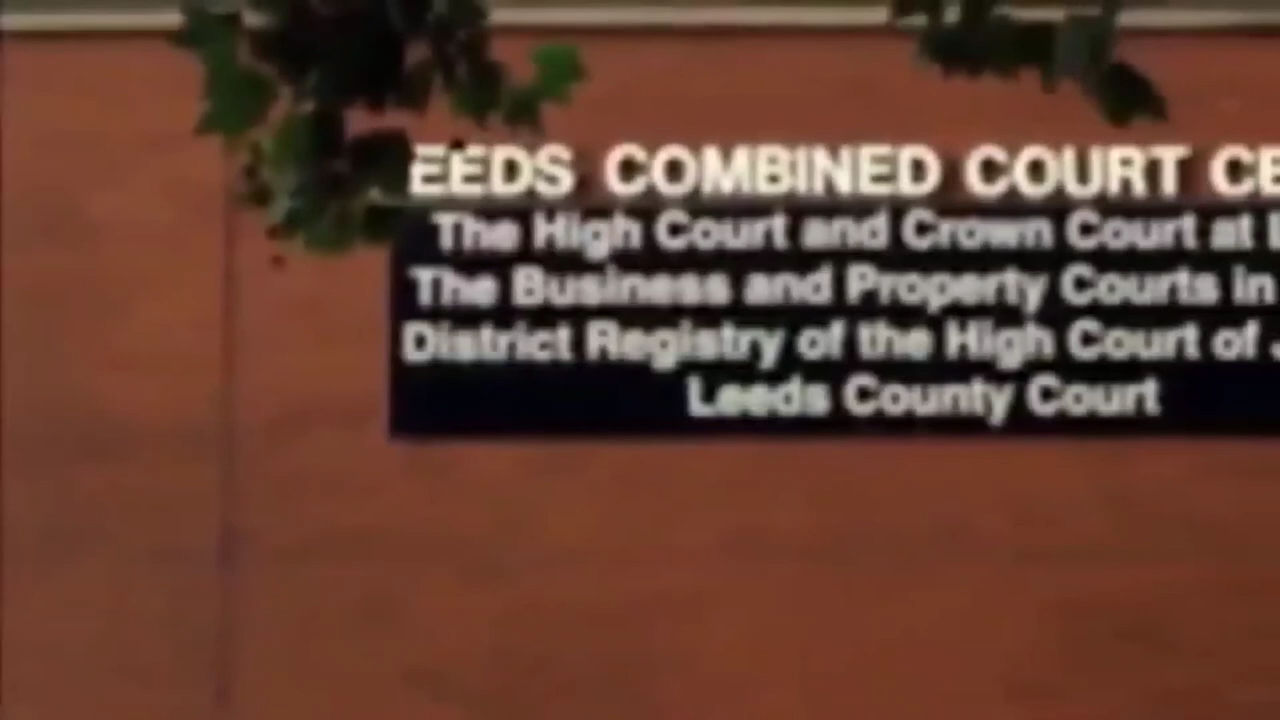 EEDS COMBINED COURT CE
The High Court and Crown Court at
The Business and Property Courts in
District Registry of the High Court of
Leeds County Court